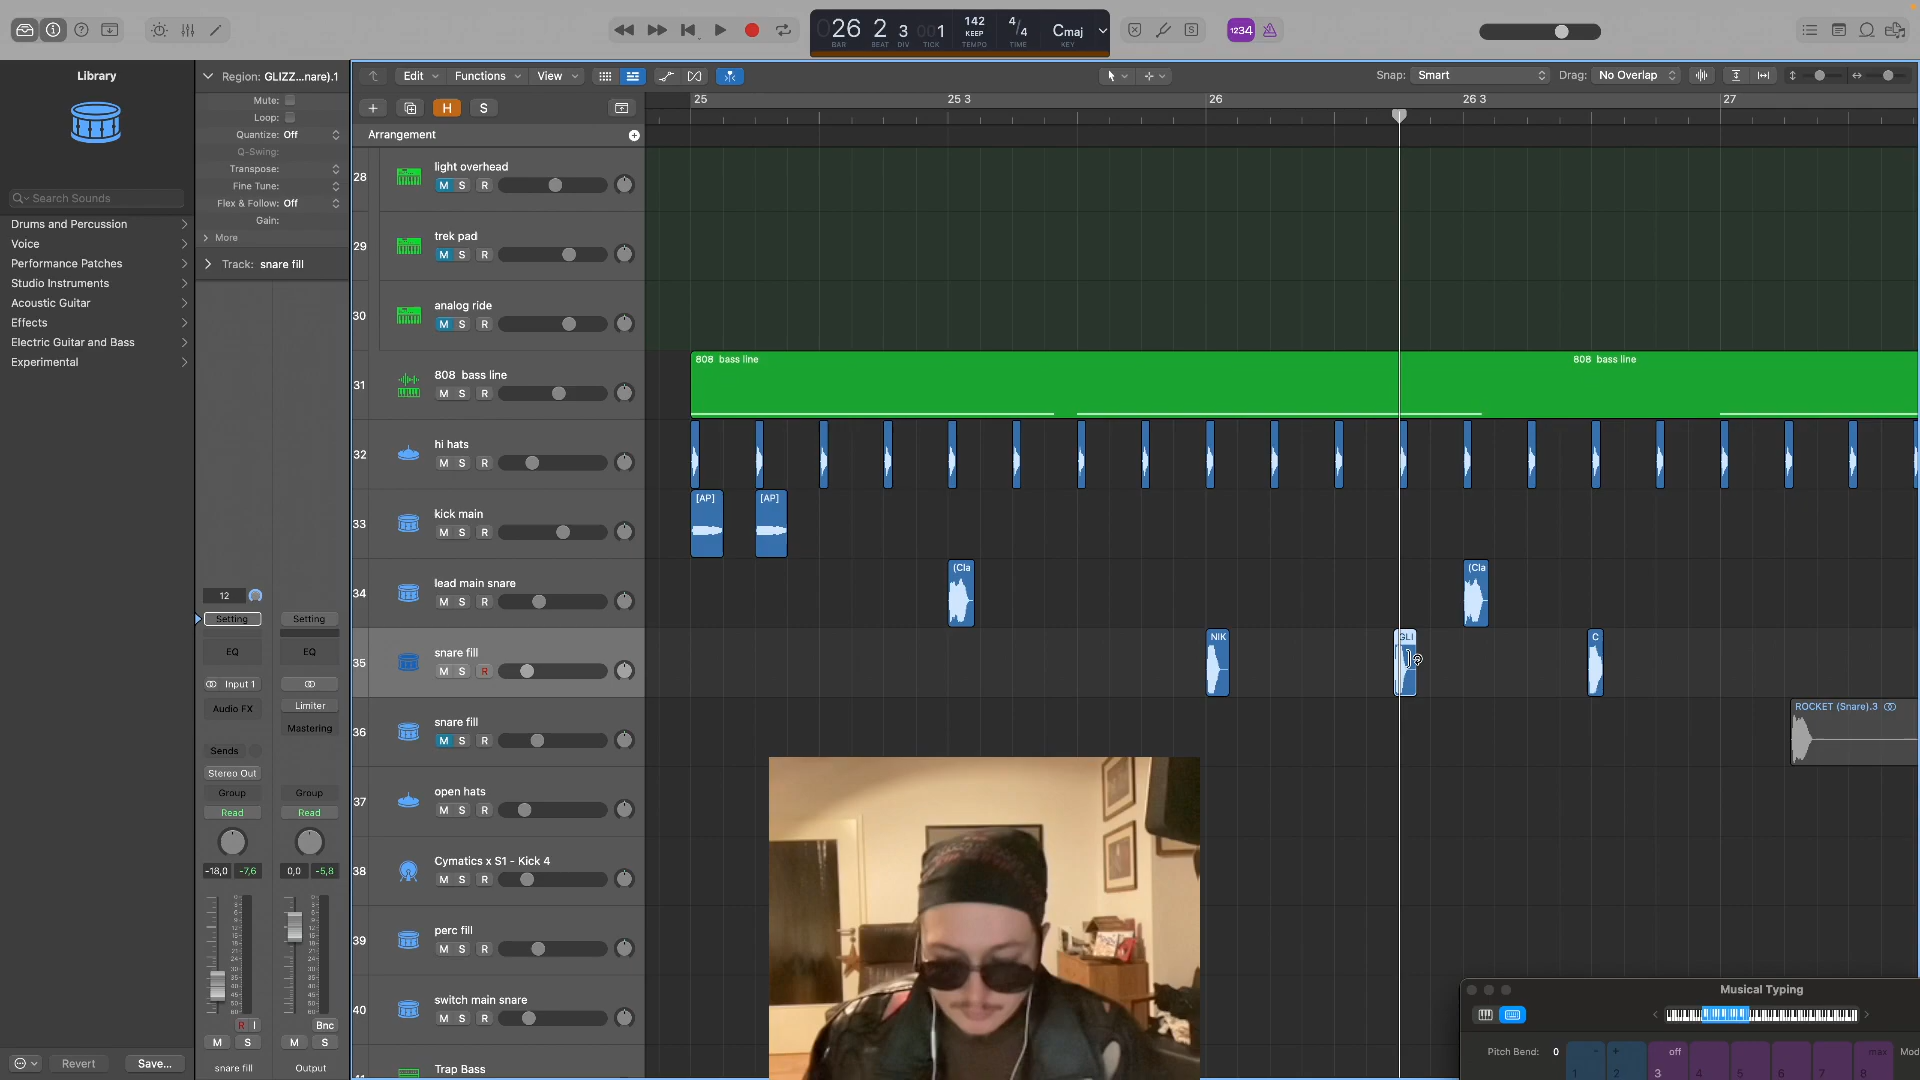 026 2 3 001
BAR BEAT DIV TICK
142
KEEP
TEMPO
4/4
TIME
Cmaj
KEY
1234
Library
Search Sounds
Drums and Percussion
Voice
Performance Patches
Studio Instruments
Acoustic Guitar
Effects
Electric Guitar and Bass
Experimental
Revert
Save...
Region: GLIZZ...nare).1
Mute:
Loop:
Quantize: Off
Q-Swing:
Transpose:
Fine Tune:
Flex & Follow: Off
Gain:
More
Track: snare fill
12
Setting Setting
EQ EQ
Input 1
Audio FX
Limiter
Mastering
Sends
Stereo Out
Group Group
Read Read
-18,0 -7,6 0,0 -5,8
R I Bnc
M S M S
snare fill Output
Edit Functions View
Snap: Smart
Drag: No Overlap
H S
25 25 3 26 26 3 27
Arrangement
28 light overhead
M S R
29 trek pad
M S R
30 analog ride
M S R
31 808 bass line
M S R
32 hi hats
M S R
33 kick main
M S R
34 lead main snare
M S R
35 snare fill
M S R
36 snare fill
M S R
37 open hats
M S R
38 Cymatics x S1 - Kick 4
M S R
39 perc fill
M S R
40 switch main snare
M S R
Trap Bass
808 bass line 808 bass line
[AP] [AP]
(Cla (Cla
NIK GLI C
ROCKET (Snare).3
Musical Typing
Pitch Bend: 0
- + off max Mod
1 2 3 4 5 6 7 8